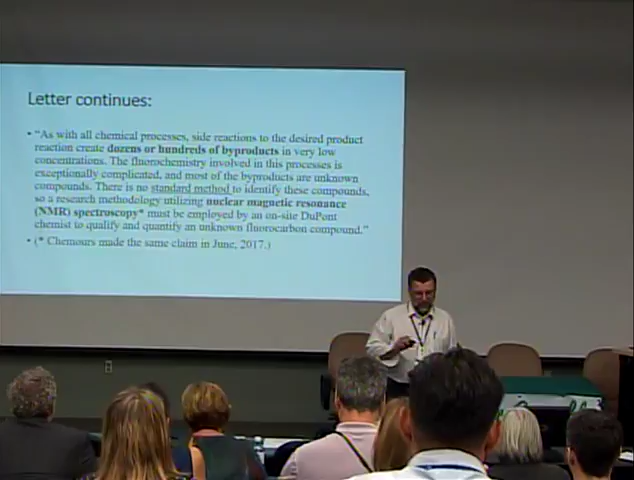 Letter continues:
• "As with all chemical processes, side reactions to the desired product
reaction create dozens or hundreds of byproducts in very low
concentrations. The fluorochemistry involved in this processes is
exceptionally complicated, and most of the byproducts are unknown
compounds. There is no standard method to identify these compounds,
so a research methodology utilizing nuclear magnetic resonance
(NMR) spectroscopy* must be employed by an on-site DuPont
chemist to qualify and quantify an unknown fluorocarbon compound."
• (* Chemours made the same claim in June, 2017.)